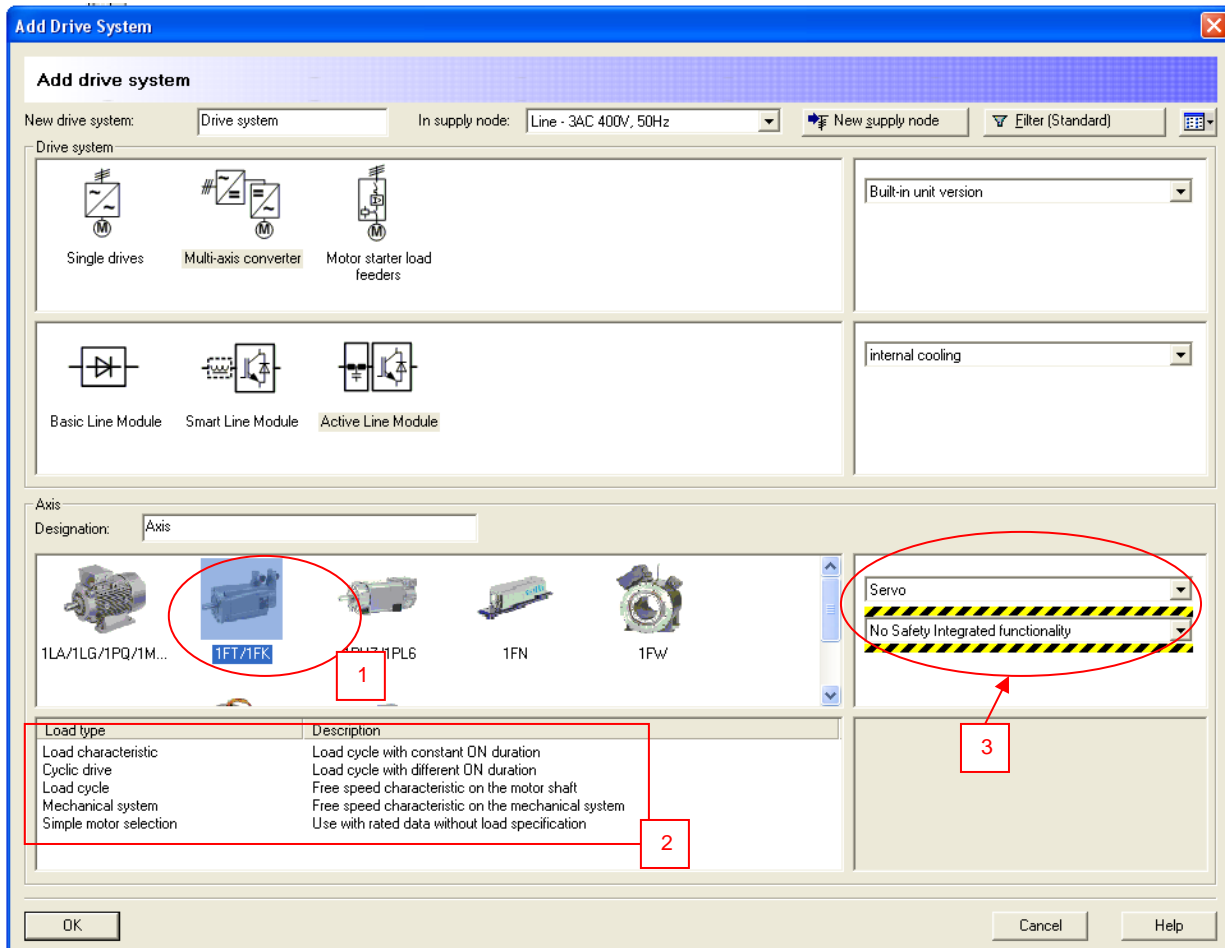 Add Drive System
Add drive system
New drive system: Drive system In supply node: Line - 3AC 400V, 50Hz New supply node Filter (Standard)
Drive system
Single drives Multi-axis converter Motor starter load feeders
Built-in unit version
Basic Line Module Smart Line Module Active Line Module
internal cooling
Axis
Designation: Axis
1LA/1LG/1PQ/1M... 1FT/1FK 1PH7/1PL6 1FN 1FW
1
Servo
No Safety Integrated functionality
3
Load type Description
Load characteristic Load cycle with constant ON duration
Cyclic drive Load cycle with different ON duration
Load cycle Free speed characteristic on the motor shaft
Mechanical system Free speed characteristic on the mechanical system
Simple motor selection Use with rated data without load specification
2
OK Cancel Help